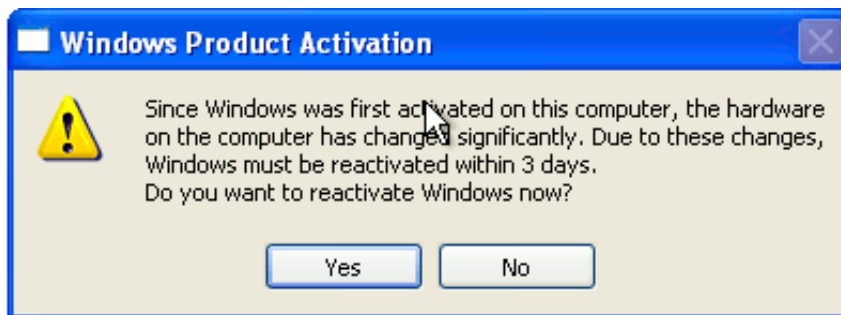 Windows Product Activation
Since Windows was first activated on this computer, the hardware
on the computer has changed significantly. Due to these changes,
Windows must be reactivated within 3 days.
Do you want to reactivate Windows now?
Yes No